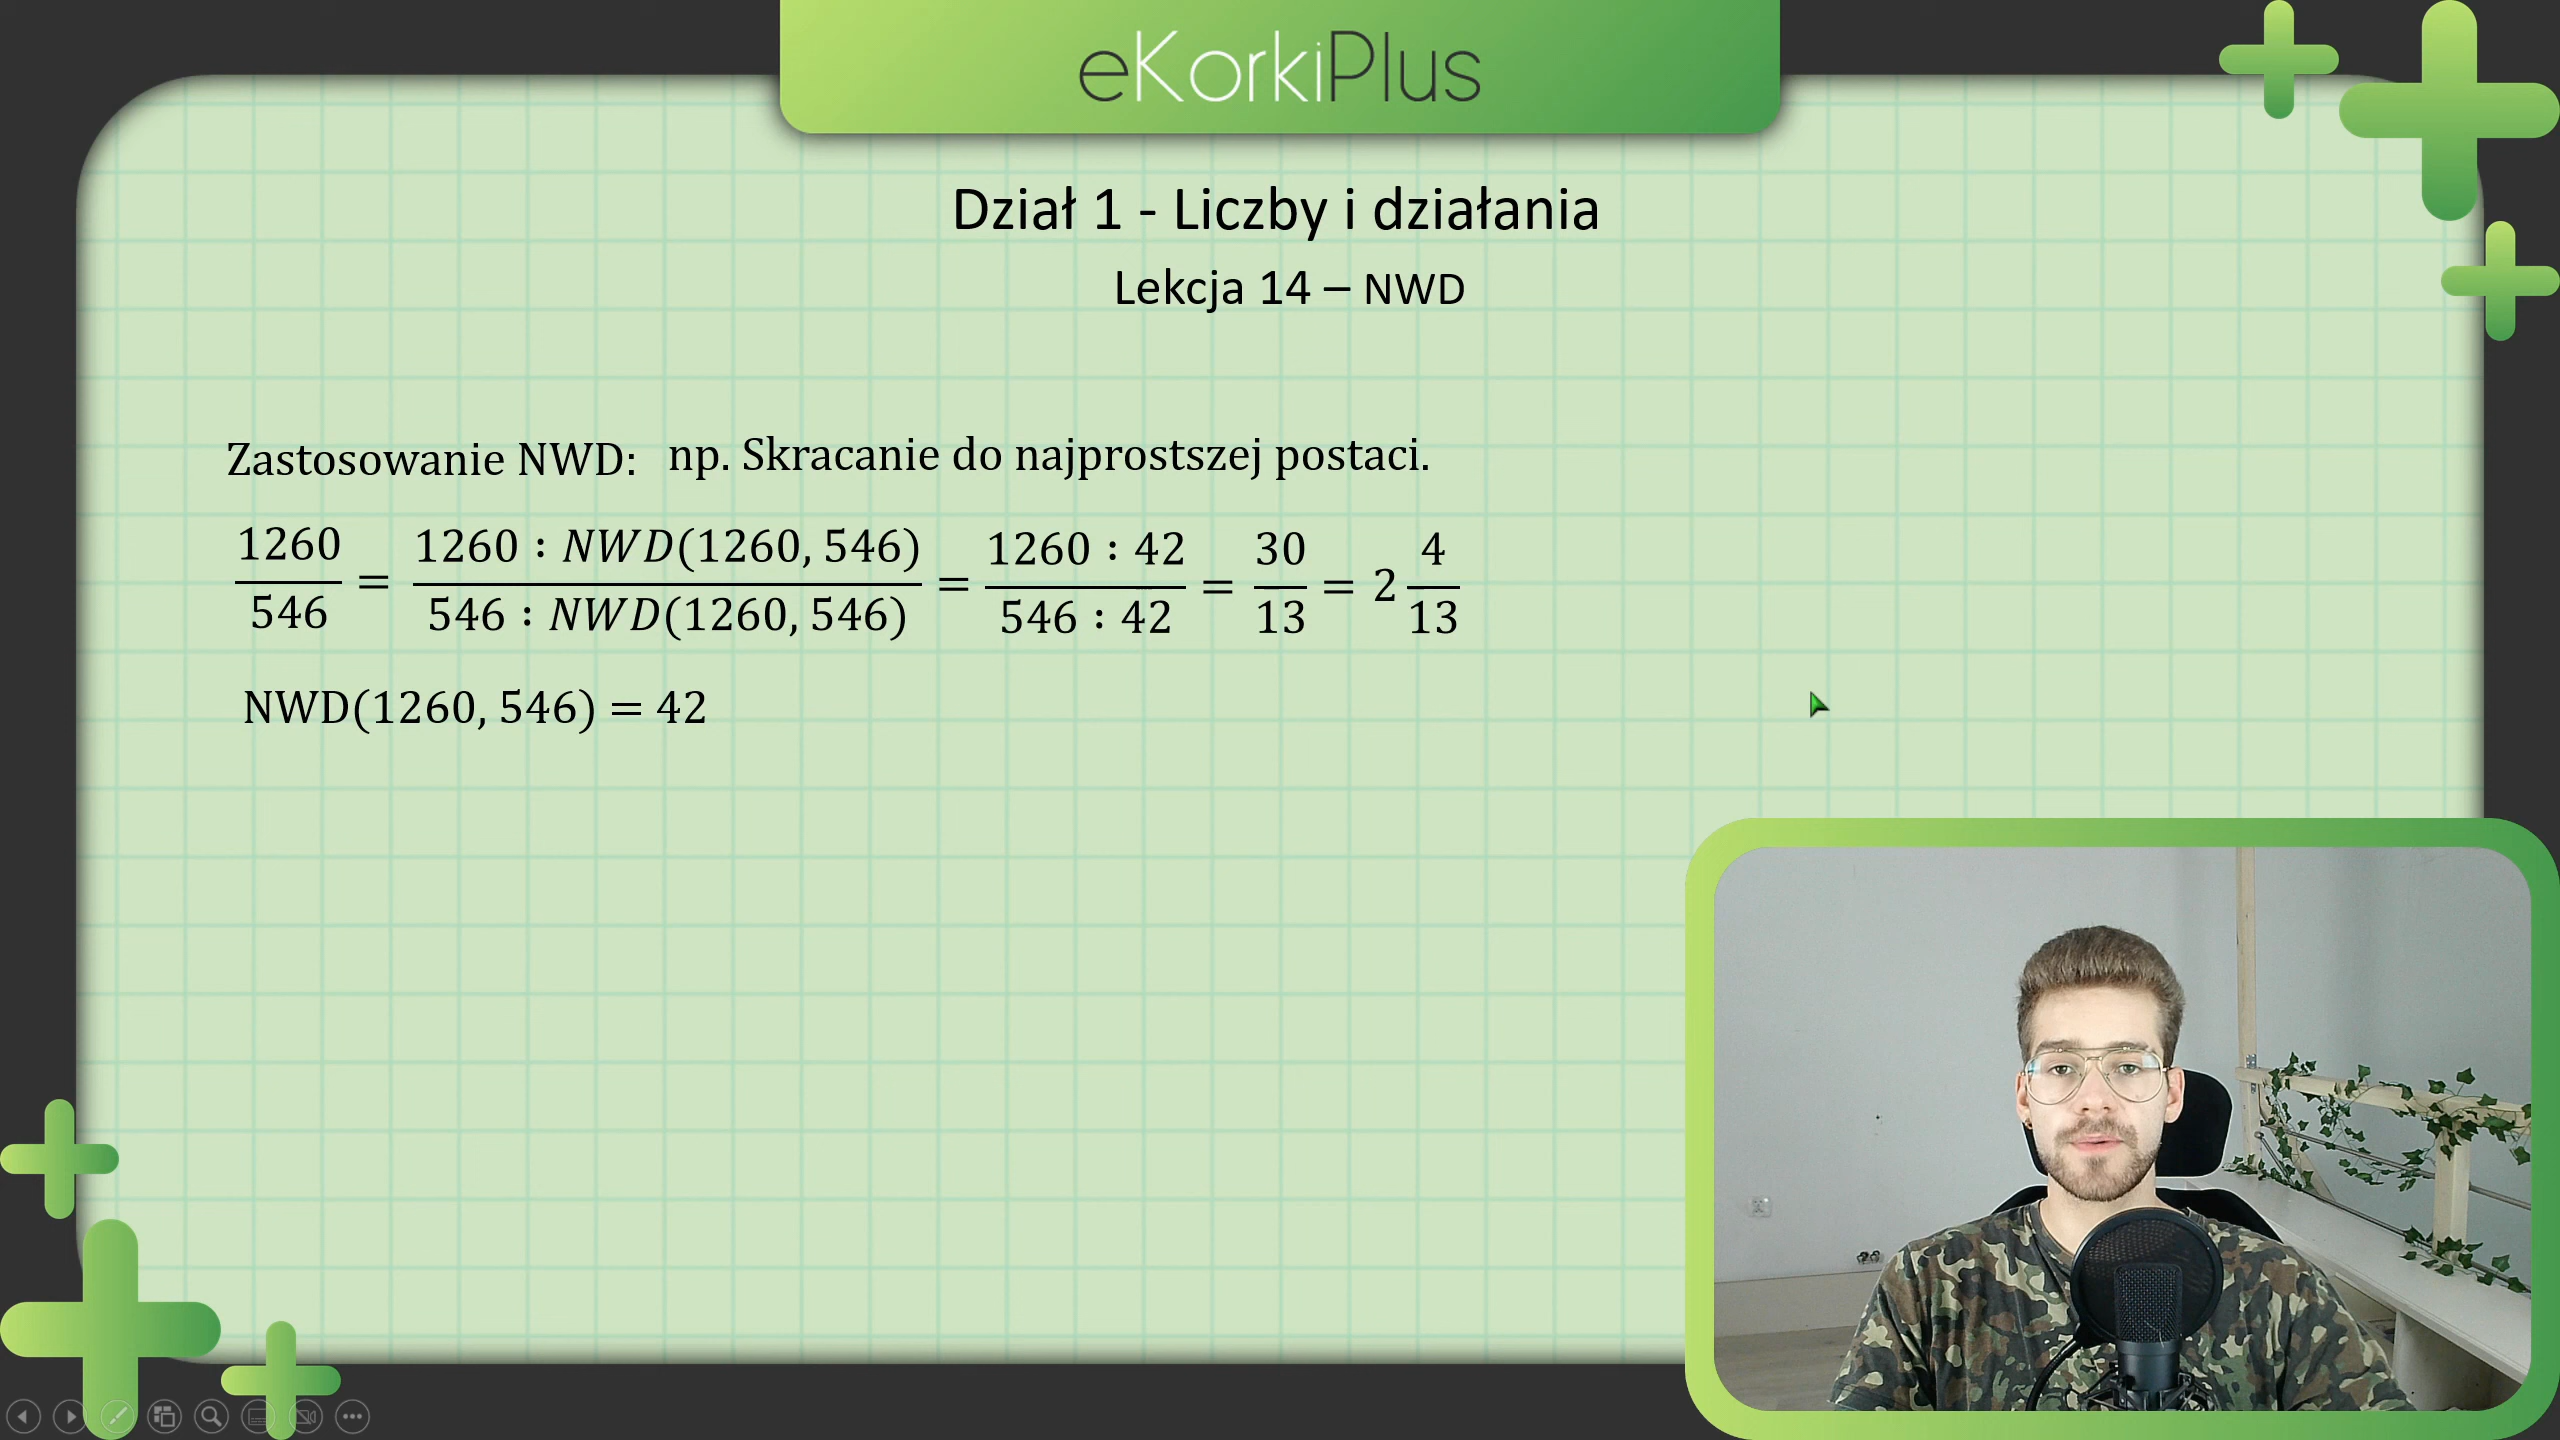 eKorkiPlus
Dział 1 - Liczby i działania
Lekcja 14 – NWD
Zastosowanie NWD: np. Skracanie do najprostszej postaci.
1260/546 = 1260 : NWD(1260, 546)/546 : NWD(1260, 546) = 1260 : 42/546 : 42 = 30/13 = 2 4/13
NWD(1260, 546) = 42